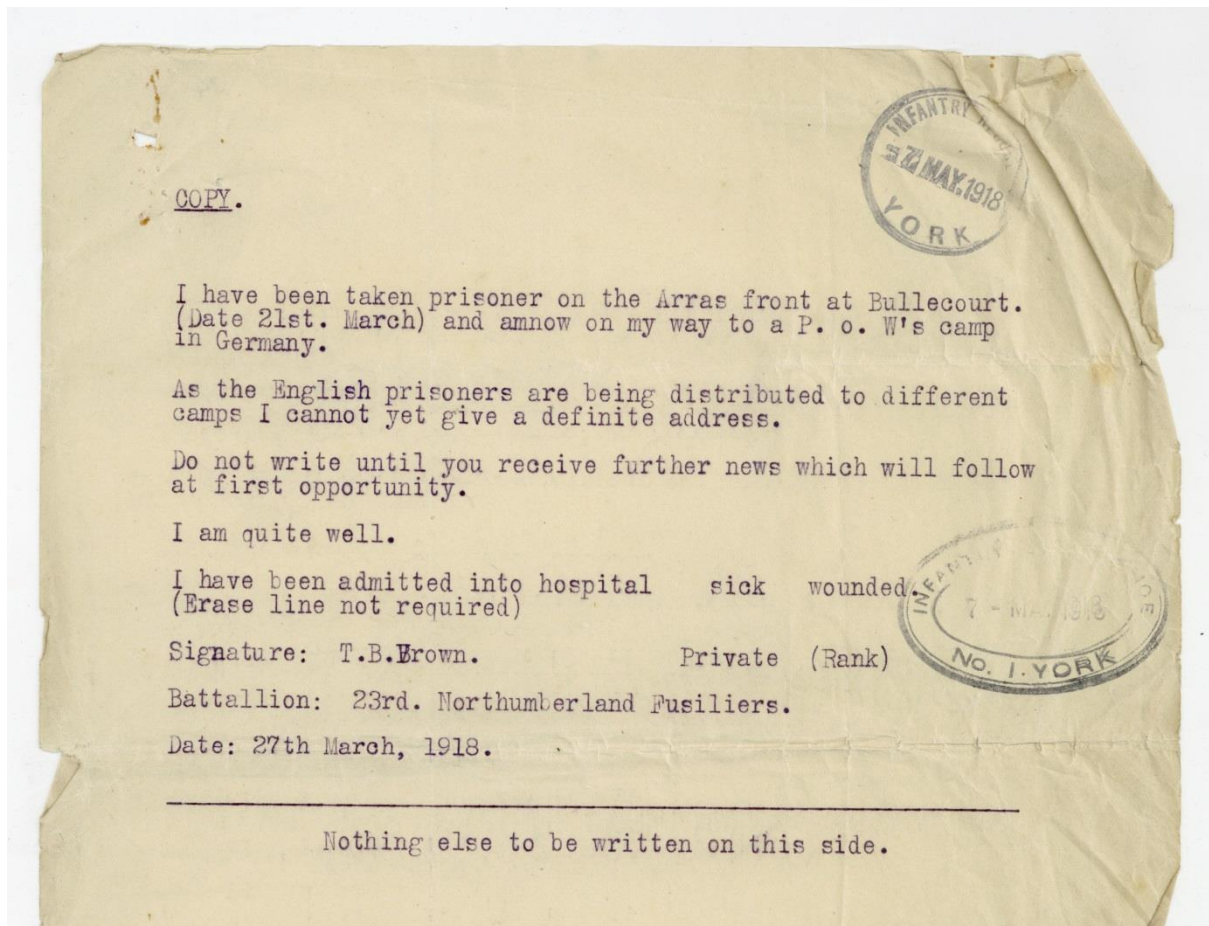 INFANTRY
MAY.1918
YORK
COPY.
I have been taken prisoner on the Arras front at Bullecourt.
(Date 21st. March) and amnow on my way to a P. o. W's camp
in Germany.
As the English prisoners are being distributed to different
camps I cannot yet give a definite address.
Do not write until you receive further news which will follow
at first opportunity.
I am quite well.
I have been admitted into hospital sick wounded.
(Erase line not required)
INFANTRY
7 - MAY 1918
No. 1. YORK
Signature: T.B.Brown. Private (Rank)
Battallion: 23rd. Northumberland Fusiliers.
Date: 27th March, 1918.
Nothing else to be written on this side.